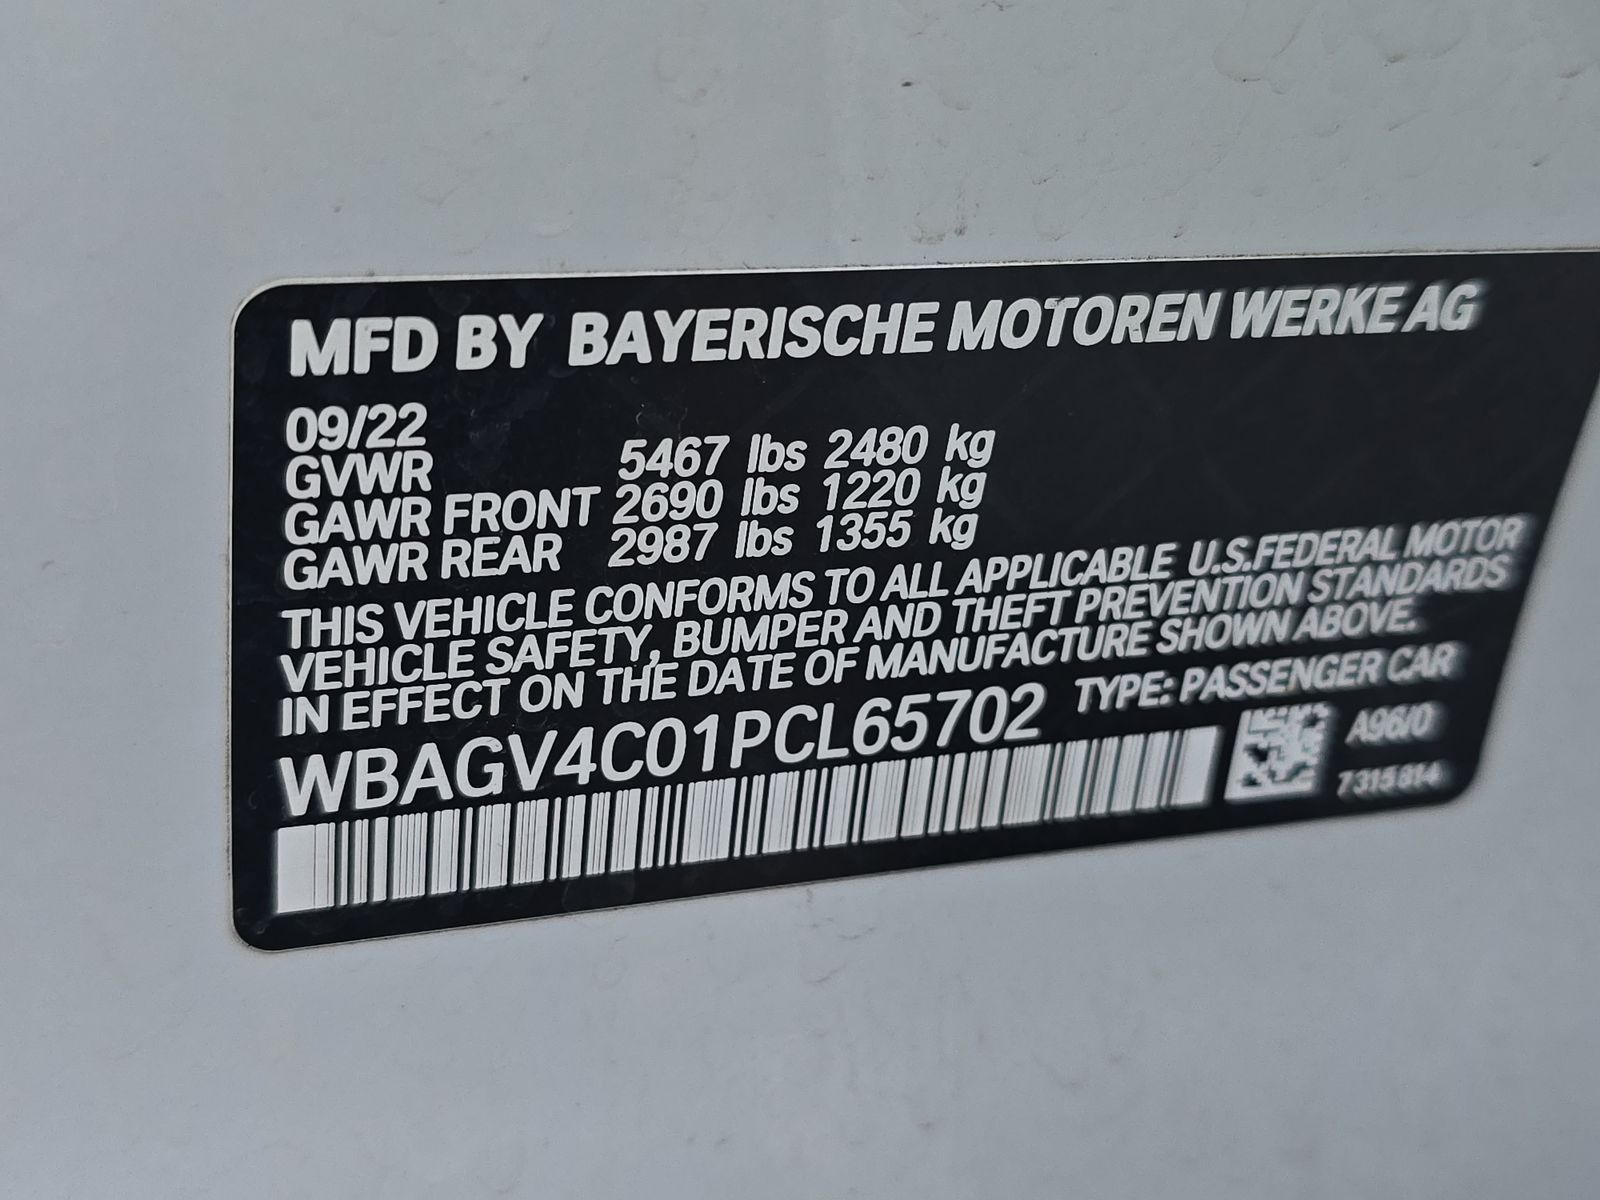 MFD BY BAYERISCHE MOTOREN WERKE AG
09/22
GVWR 5467 lbs 2480 kg
GAWR FRONT 2690 lbs 1220 kg
GAWR REAR 2987 lbs 1355 kg
THIS VEHICLE CONFORMS TO ALL APPLICABLE U.S.FEDERAL MOTOR
VEHICLE SAFETY, BUMPER AND THEFT PREVENTION STANDARDS
IN EFFECT ON THE DATE OF MANUFACTURE SHOWN ABOVE.
WBAGV4C01PCL65702 TYPE: PASSENGER CAR
A96/0
7315814